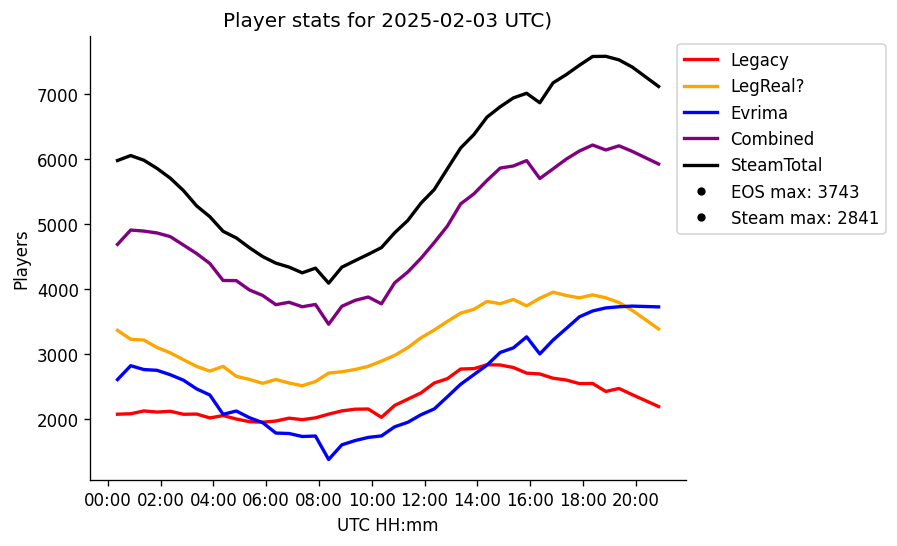 Player stats for 2025-02-03 UTC)
Legacy
LegReal?
Evrima
Combined
SteamTotal
EOS max: 3743
Steam max: 2841
Players
7000
6000
5000
4000
3000
2000
00:00 02:00 04:00 06:00 08:00 10:00 12:00 14:00 16:00 18:00 20:00
UTC HH:mm